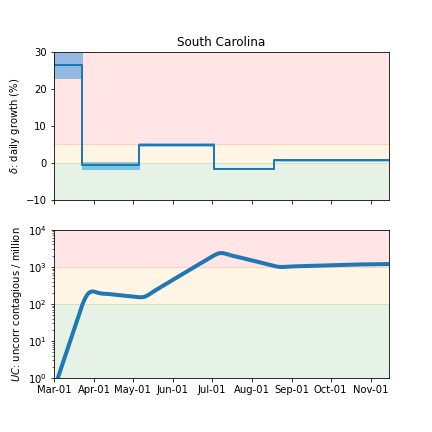 South Carolina
δ: daily growth (%)
30
20
10
0
−10
UC: uncorr contagious / million
10⁴
10³
10²
10¹
10⁰
Mar-01 Apr-01 May-01 Jun-01 Jul-01 Aug-01 Sep-01 Oct-01 Nov-01